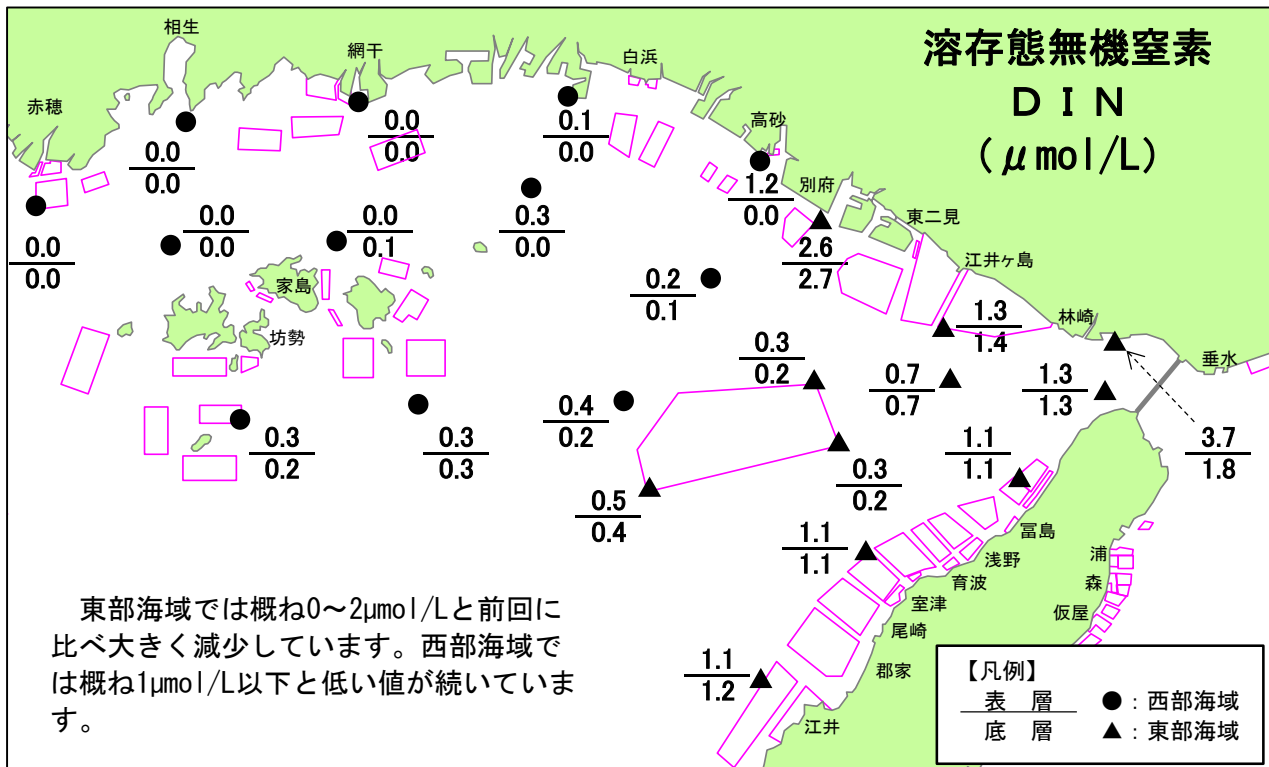 溶存態無機窒素
ＤＩＮ
(μmol/L)
相生
網干
白浜
赤穂
高砂
別府
東二見
江井ヶ島
林崎
垂水
家島
坊勢
富島
浅野
育波
室津
尾崎
郡家
江井
浦
森
仮屋
0.0
0.0
0.0
0.0
0.1
0.0
1.2
0.0
0.0
0.0
0.0
0.0
0.0
0.1
0.3
0.0
2.6
2.7
0.2
0.1
1.3
1.4
0.3
0.2
0.7
0.7
1.3
1.3
3.7
1.8
0.4
0.2
0.3
0.2
0.3
0.3
0.3
0.2
1.1
1.1
0.5
0.4
1.1
1.1
1.1
1.2
東部海域では概ね0～2μmol/Lと前回に
比べ大きく減少しています。西部海域で
は概ね1μmol/L以下と低い値が続いていま
す。
【凡例】
表　層　●：西部海域
底　層　▲：東部海域